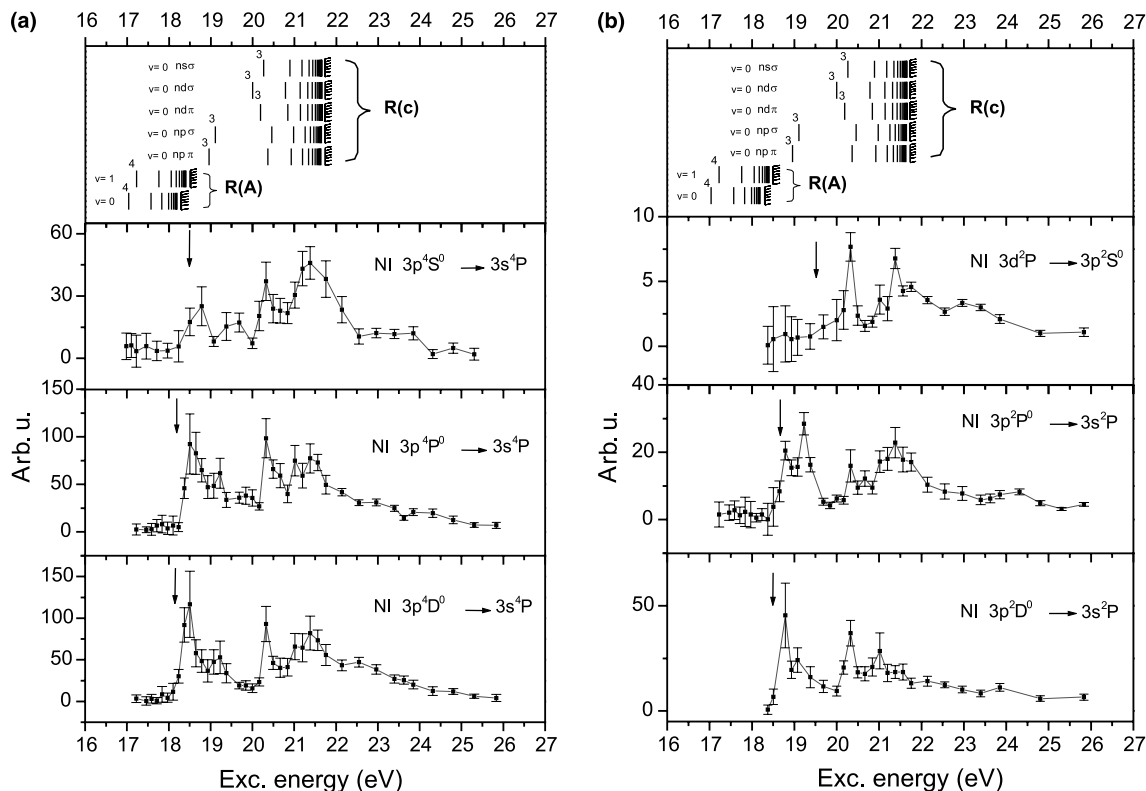 (a)
16 17 18 19 20 21 22 23 24 25 26 27
v= 0 nsσ 3
v= 0 ndσ 3
v= 0 ndπ 3
v= 0 npσ 3
v= 0 npπ 3
R(c)
v= 1 4
v= 0 4
R(A)
60
30
0
NI 3p⁴S⁰ → 3s⁴P
150
100
50
0
NI 3p⁴P⁰ → 3s⁴P
150
100
50
0
NI 3p⁴D⁰ → 3s⁴P
Arb. u.
16 17 18 19 20 21 22 23 24 25 26 27
Exc. energy (eV)
(b)
16 17 18 19 20 21 22 23 24 25 26 27
v= 0 nsσ 3
v= 0 ndσ 3
v= 0 ndπ 3
v= 0 npσ 3
v= 0 npπ 3
R(c)
v= 1 4
v= 0 4
R(A)
10
5
0
NI 3d²P → 3p²S⁰
40
20
0
NI 3p²P⁰ → 3s²P
50
0
NI 3p²D⁰ → 3s²P
Arb. u.
16 17 18 19 20 21 22 23 24 25 26 27
Exc. energy (eV)